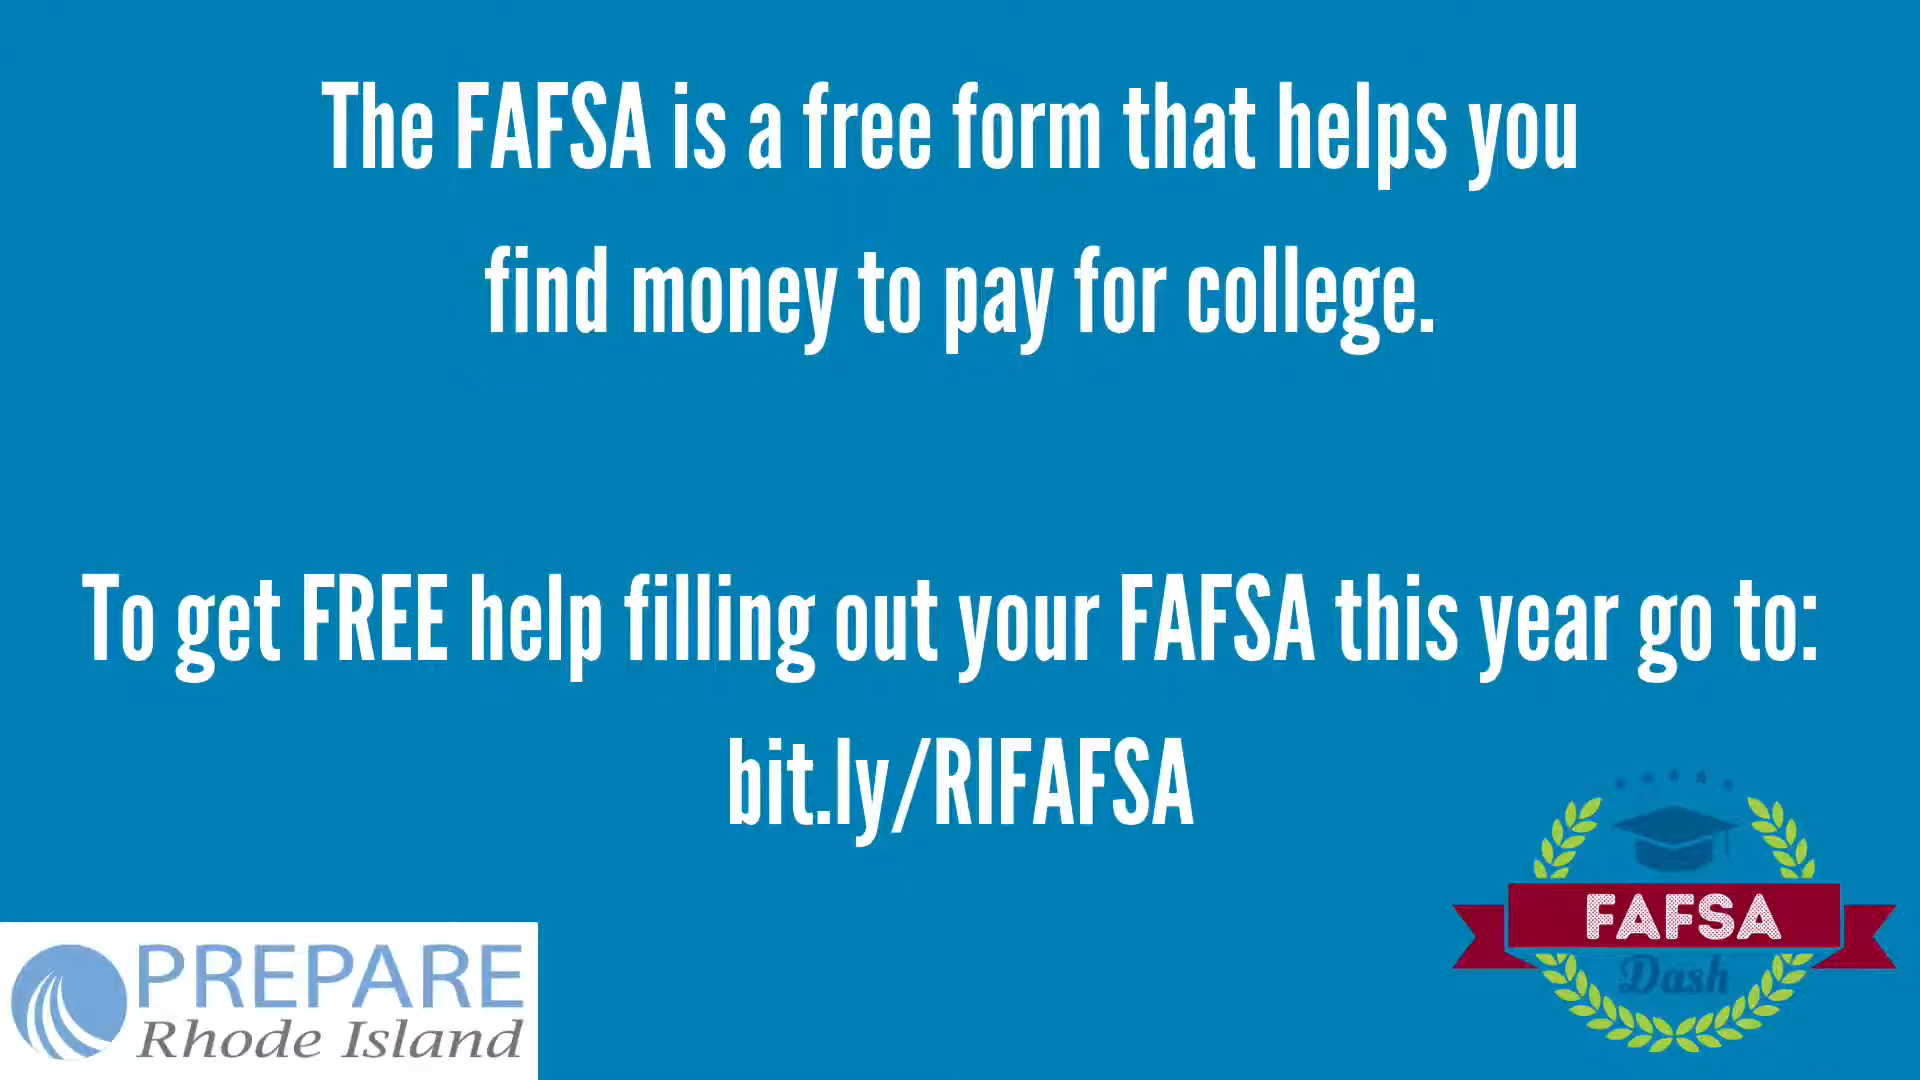 The FAFSA is a free form that helps you
find money to pay for college.
To get FREE help filling out your FAFSA this year go to:
bit.ly/RIFAFSA
FAFSA
Dash
PREPARE
Rhode Island